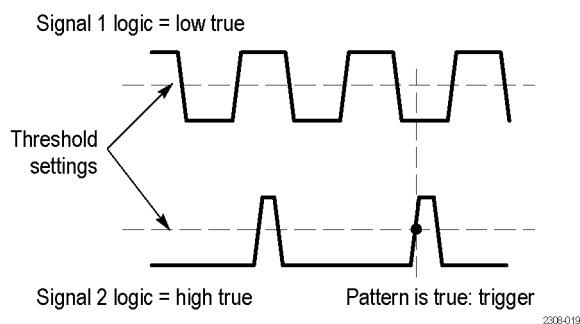 Signal 1 logic = low true
Threshold
settings
Signal 2 logic = high true
Pattern is true: trigger
2308-019